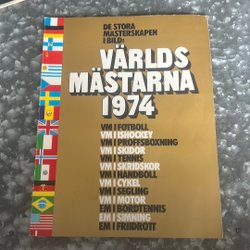 DE STORA
MÄSTERSKAPEN
I BILD:
VÄRLDS
MÄSTARNA
1974
VM I FOTBOLL
VM I ISHOCKEY
VM I PROFFSBOXNING
VM I SKIDOR
VM I TENNIS
VM I SKRIDSKOR
VM I HANDBOLL
VM I CYKEL
VM I SEGLING
VM I MOTOR
EM I BORDTENNIS
EM I SIMNING
EM I FRIIDROTT